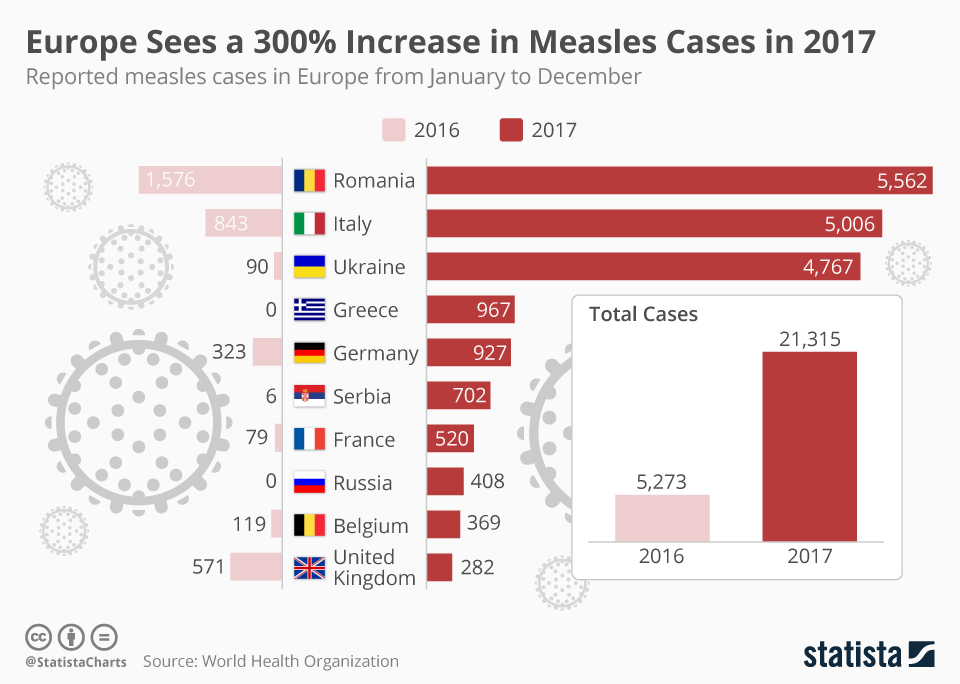 Europe Sees a 300% Increase in Measles Cases in 2017
Reported measles cases in Europe from January to December
2016 2017
1,576 Romania 5,562
843 Italy 5,006
90 Ukraine 4,767
0 Greece 967
323 Germany 927
6 Serbia 702
79 France 520
0 Russia 408
119 Belgium 369
571 United Kingdom 282
Total Cases
5,273 21,315
2016 2017
cc
@StatistaCharts Source: World Health Organization
statista